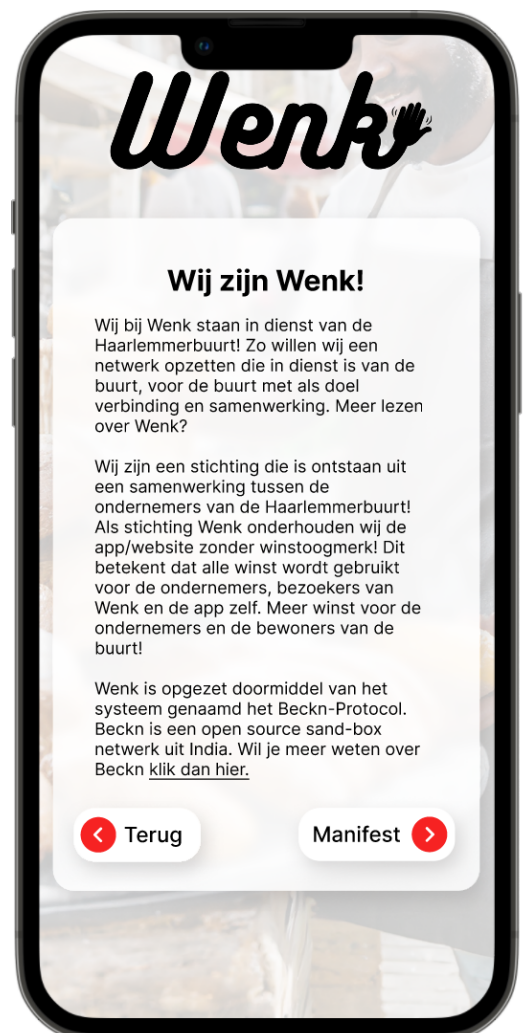 Wenk
Wij zijn Wenk!
Wij bij Wenk staan in dienst van de
Haarlemmerbuurt! Zo willen wij een
netwerk opzetten die in dienst is van de
buurt, voor de buurt met als doel
verbinding en samenwerking. Meer lezen
over Wenk?
Wij zijn een stichting die is ontstaan uit
een samenwerking tussen de
ondernemers van de Haarlemmerbuurt!
Als stichting Wenk onderhouden wij de
app/website zonder winstoogmerk! Dit
betekent dat alle winst wordt gebruikt
voor de ondernemers, bezoekers van
Wenk en de app zelf. Meer winst voor de
ondernemers en de bewoners van de
buurt!
Wenk is opgezet doormiddel van het
systeem genaamd het Beckn-Protocol.
Beckn is een open source sand-box
netwerk uit India. Wil je meer weten over
Beckn klik dan hier.
Terug
Manifest